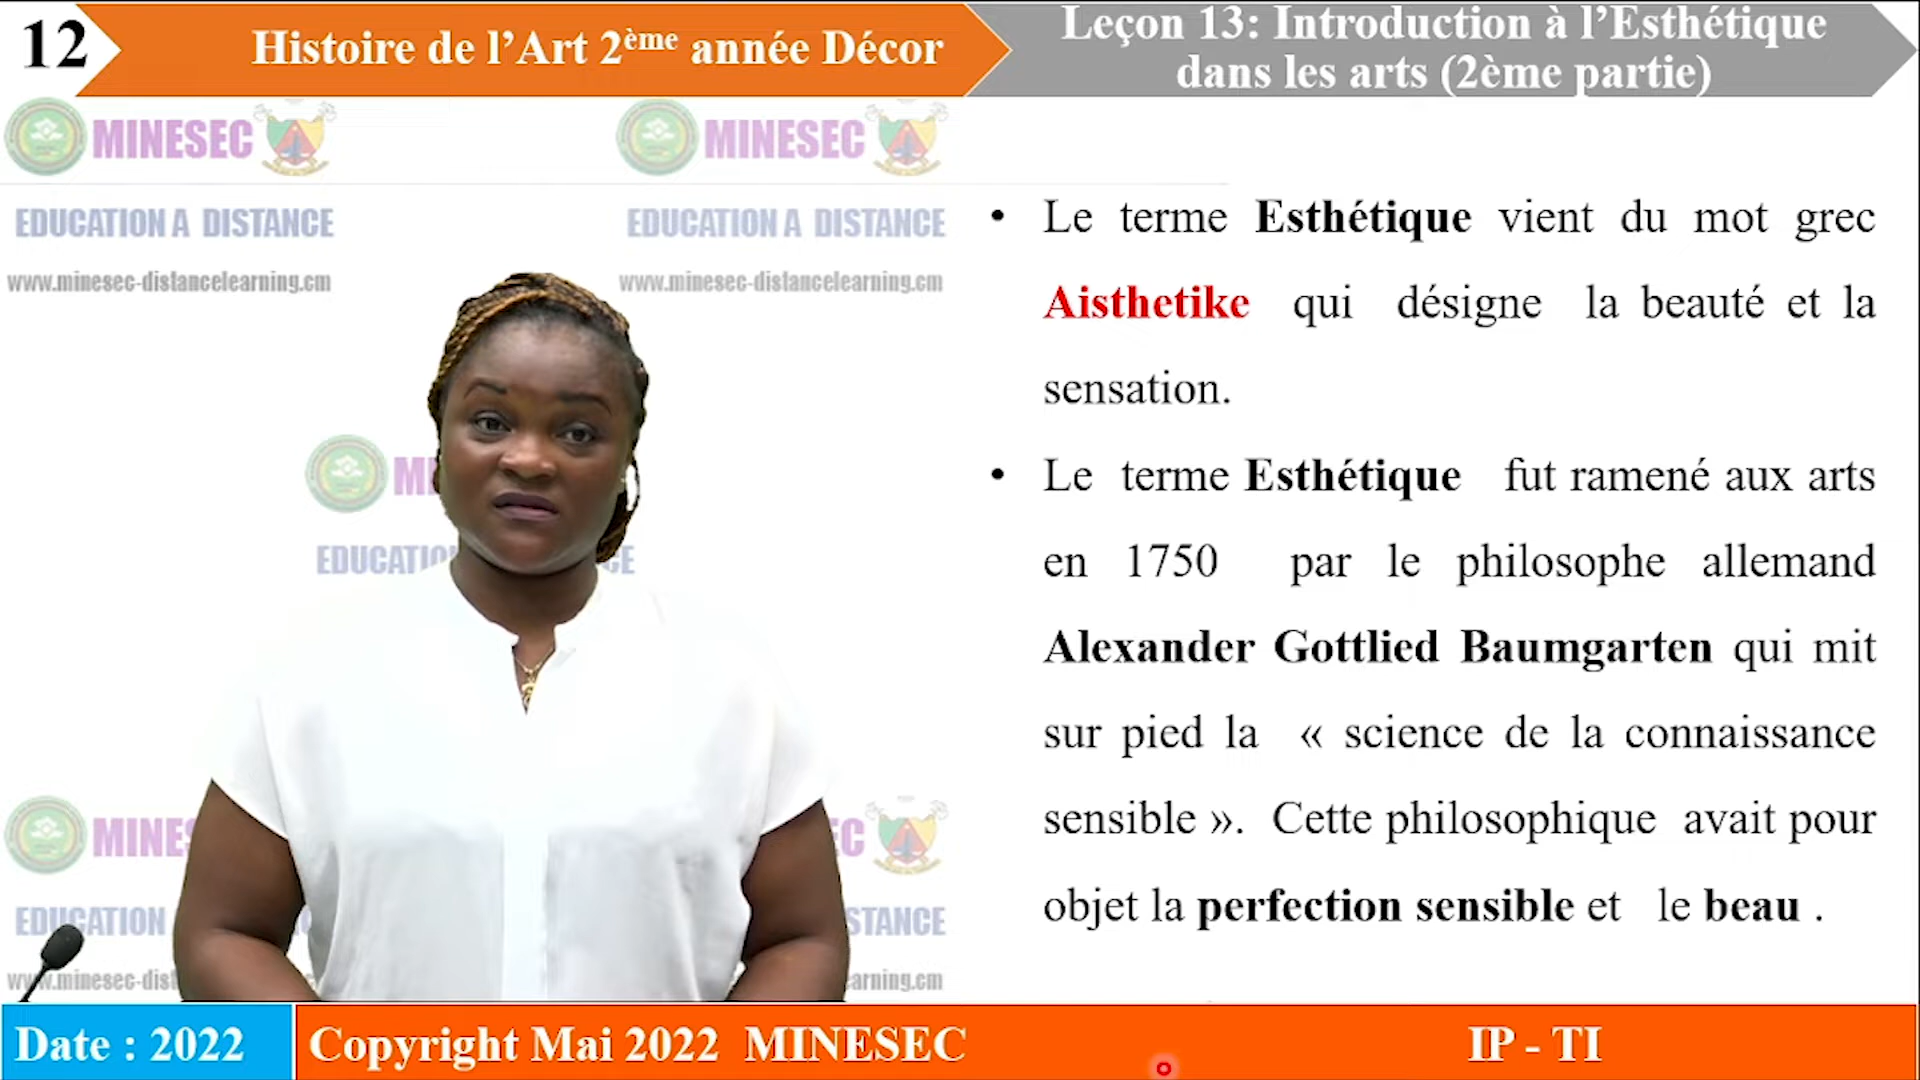 12
Histoire de l’Art 2ème année Décor
Leçon 13: Introduction à l’Esthétique
dans les arts (2ème partie)
MINESEC
MINESEC
EDUCATION A DISTANCE
EDUCATION A DISTANCE
www.minesec-distancelearning.cm
www.minesec-distancelearning.cm
• Le terme Esthétique vient du mot grec
Aisthetike qui désigne la beauté et la
sensation.
• Le terme Esthétique fut ramené aux arts
en 1750 par le philosophe allemand
Alexander Gottlied Baumgarten qui mit
sur pied la « science de la connaissance
sensible ». Cette philosophique avait pour
objet la perfection sensible et le beau .
Date : 2022
Copyright Mai 2022 MINESEC
IP - TI